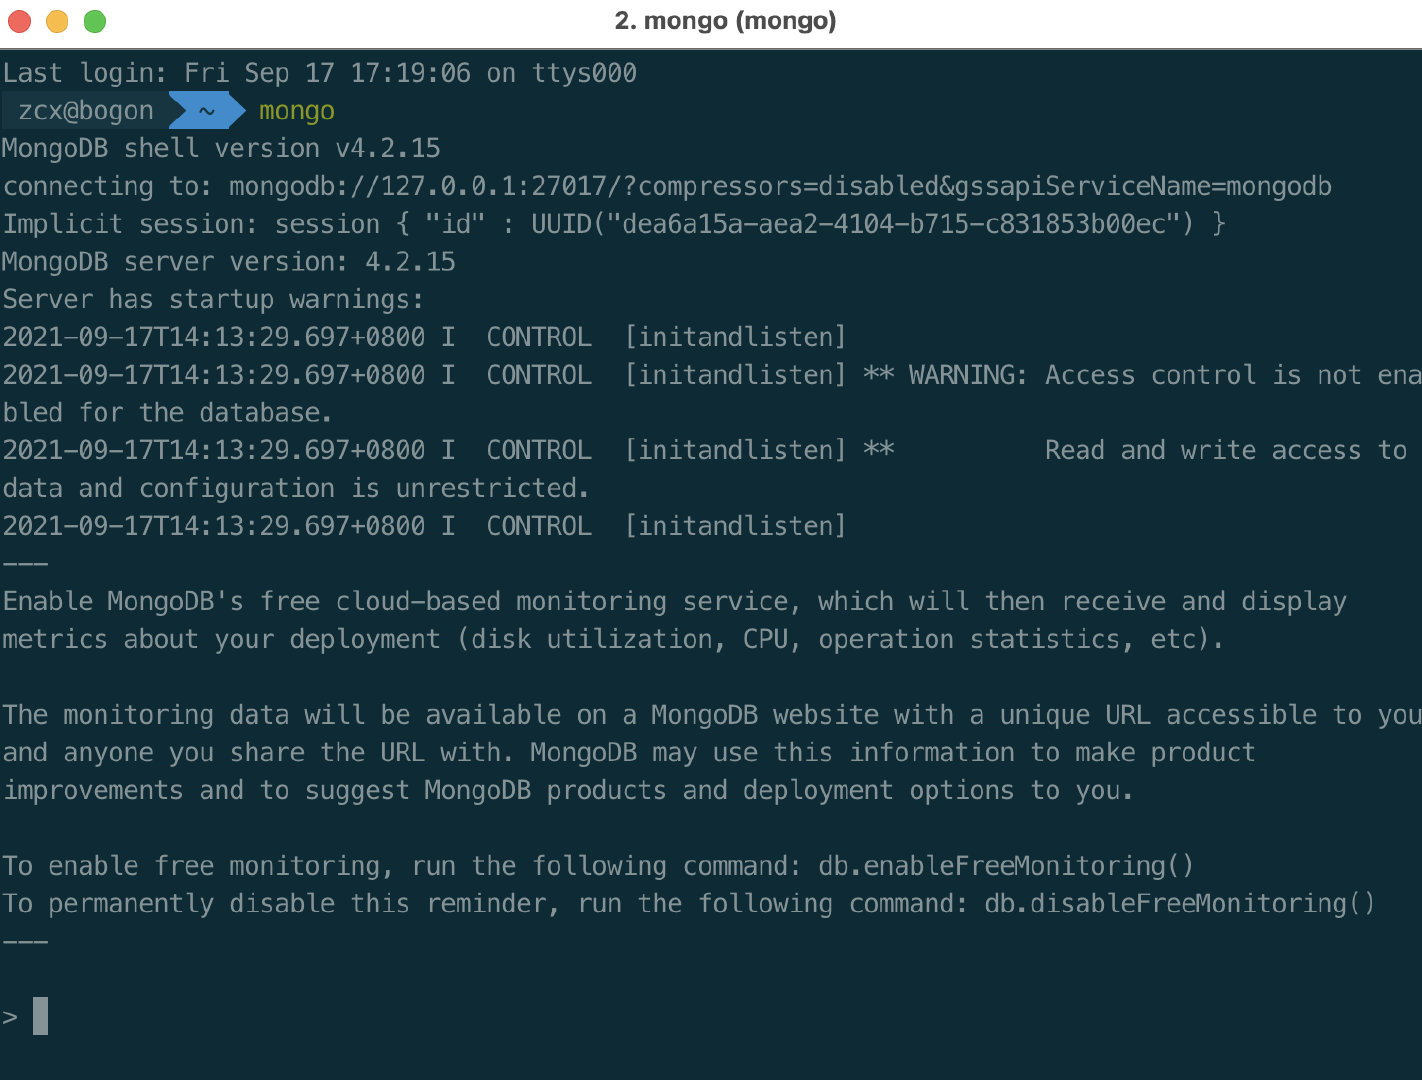 2. mongo (mongo)
Last login: Fri Sep 17 17:19:06 on ttys000
zcx@bogon ~ mongo
MongoDB shell version v4.2.15
connecting to: mongodb://127.0.0.1:27017/?compressors=disabled&gssapiServiceName=mongodb
Implicit session: session { "id" : UUID("dea6a15a-aea2-4104-b715-c831853b00ec") }
MongoDB server version: 4.2.15
Server has startup warnings:
2021-09-17T14:13:29.697+0800 I  CONTROL  [initandlisten]
2021-09-17T14:13:29.697+0800 I  CONTROL  [initandlisten] ** WARNING: Access control is not ena
bled for the database.
2021-09-17T14:13:29.697+0800 I  CONTROL  [initandlisten] **          Read and write access to
data and configuration is unrestricted.
2021-09-17T14:13:29.697+0800 I  CONTROL  [initandlisten]
---
Enable MongoDB's free cloud-based monitoring service, which will then receive and display
metrics about your deployment (disk utilization, CPU, operation statistics, etc).

The monitoring data will be available on a MongoDB website with a unique URL accessible to you
and anyone you share the URL with. MongoDB may use this information to make product
improvements and to suggest MongoDB products and deployment options to you.

To enable free monitoring, run the following command: db.enableFreeMonitoring()
To permanently disable this reminder, run the following command: db.disableFreeMonitoring()
---

>